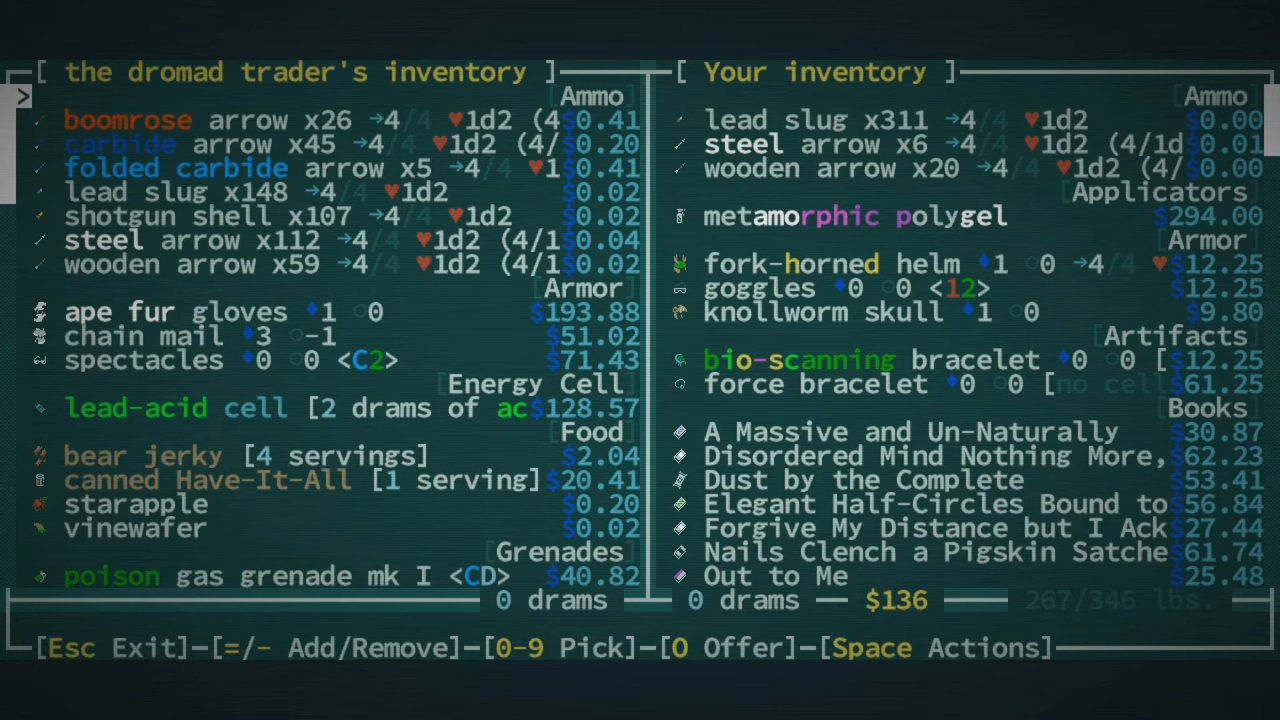 [ the dromad trader's inventory ]
[Ammo]
boomrose arrow x26 →4/4 ♥1d2 (4 $0.41
carbide arrow x45 →4/4 ♥1d2 (4/ $0.20
folded carbide arrow x5 →4/4 ♥1 $0.41
lead slug x148 →4/4 ♥1d2 $0.02
shotgun shell x107 →4/4 ♥1d2 $0.02
steel arrow x112 →4/4 ♥1d2 (4/1 $0.04
wooden arrow x59 →4/4 ♥1d2 (4/1 $0.02
[Armor]
ape fur gloves ♦1 ○0 $193.88
chain mail ♦3 ○-1 $51.02
spectacles ♦0 ○0 <C2> $71.43
[Energy Cell]
lead-acid cell [2 drams of ac $128.57
[Food]
bear jerky [4 servings] $2.04
canned Have-It-All [1 serving] $20.41
starapple $0.20
vinewafer $0.02
[Grenades]
poison gas grenade mk I <CD> $40.82
0 drams
[ Your inventory ]
[Ammo]
lead slug x311 →4/4 ♥1d2 $0.00
steel arrow x6 →4/4 ♥1d2 (4/1d $0.01
wooden arrow x20 →4/4 ♥1d2 (4/ $0.00
[Applicators]
metamorphic polygel $294.00
[Armor]
fork-horned helm ♦1 ○0 →4/4 ♥ $12.25
goggles ♦0 ○0 <12> $12.25
knollworm skull ♦1 ○0 $9.80
[Artifacts]
bio-scanning bracelet ♦0 ○0 [ $12.25
force bracelet ♦0 ○0 [no cell $61.25
[Books]
A Massive and Un-Naturally $30.87
Disordered Mind Nothing More, $62.23
Dust by the Complete $53.41
Elegant Half-Circles Bound to $56.84
Forgive My Distance but I Ack $27.44
Nails Clench a Pigskin Satche $61.74
Out to Me $25.48
0 drams — $136 — 267/346 lbs.
[Esc Exit]-[=/- Add/Remove]-[0-9 Pick]-[O Offer]-[Space Actions]